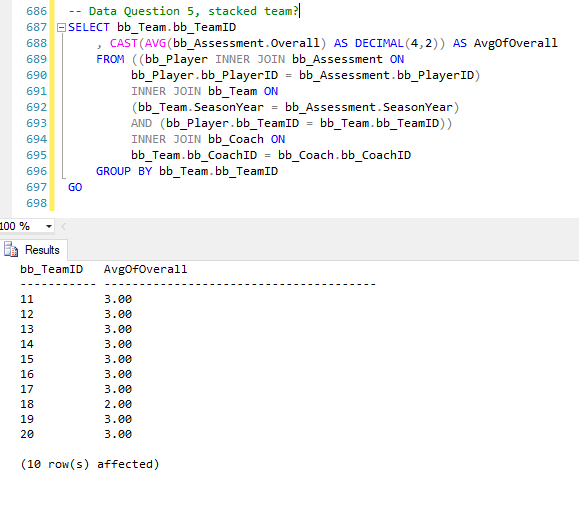 686 -- Data Question 5, stacked team?
687 SELECT bb_Team.bb_TeamID
688 , CAST(AVG(bb_Assessment.Overall) AS DECIMAL(4,2)) AS AvgOfOverall
689 FROM ((bb_Player INNER JOIN bb_Assessment ON
690 bb_Player.bb_PlayerID = bb_Assessment.bb_PlayerID)
691 INNER JOIN bb_Team ON
692 (bb_Team.SeasonYear = bb_Assessment.SeasonYear)
693 AND (bb_Player.bb_TeamID = bb_Team.bb_TeamID))
694 INNER JOIN bb_Coach ON
695 bb_Team.bb_CoachID = bb_Coach.bb_CoachID
696 GROUP BY bb_Team.bb_TeamID
697 GO
698
100 %
Results
bb_TeamID AvgOfOverall
----------- ---------------------------------------
11 3.00
12 3.00
13 3.00
14 3.00
15 3.00
16 3.00
17 3.00
18 2.00
19 3.00
20 3.00
(10 row(s) affected)